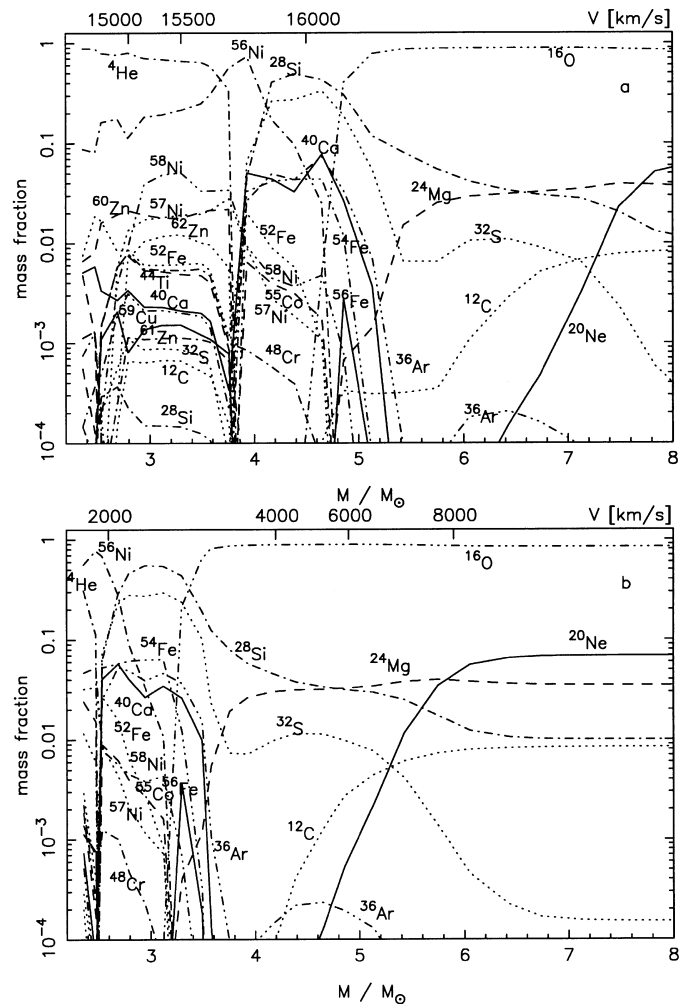 15000 15500 16000 V [km/s]
1
0.1
0.01
10⁻³
10⁻⁴
mass fraction
⁴He
⁵⁶Ni
²⁸Si
¹⁶O
a
⁴⁰Ca
⁵⁸Ni
²⁴Mg
⁶⁰Zn
⁵⁷Ni
⁶²Zn
⁵²Fe
⁵⁴Fe
³²S
⁵²Fe
⁴⁴Ti
⁵⁸Ni
⁴⁰Ca
⁵⁵Co
⁵⁶Fe
¹²C
⁵⁹Cu
⁵⁷Ni
⁶¹Zn
²⁰Ne
³²S
⁴⁸Cr
³⁶Ar
¹²C
²⁸Si
³⁶Ar
3 4 5 6 7 8
M / M☉
2000 4000 6000 8000 V [km/s]
1
0.1
0.01
10⁻³
10⁻⁴
mass fraction
⁵⁶Ni
¹⁶O
⁴He
b
⁵⁴Fe
²⁸Si
²⁰Ne
²⁴Mg
⁴⁰Ca
³²S
⁵²Fe
⁵⁸Ni
⁵⁵Co
⁵⁶Fe
⁵⁷Ni
¹²C
³⁶Ar
⁴⁸Cr
³⁶Ar
3 4 5 6 7 8
M / M☉